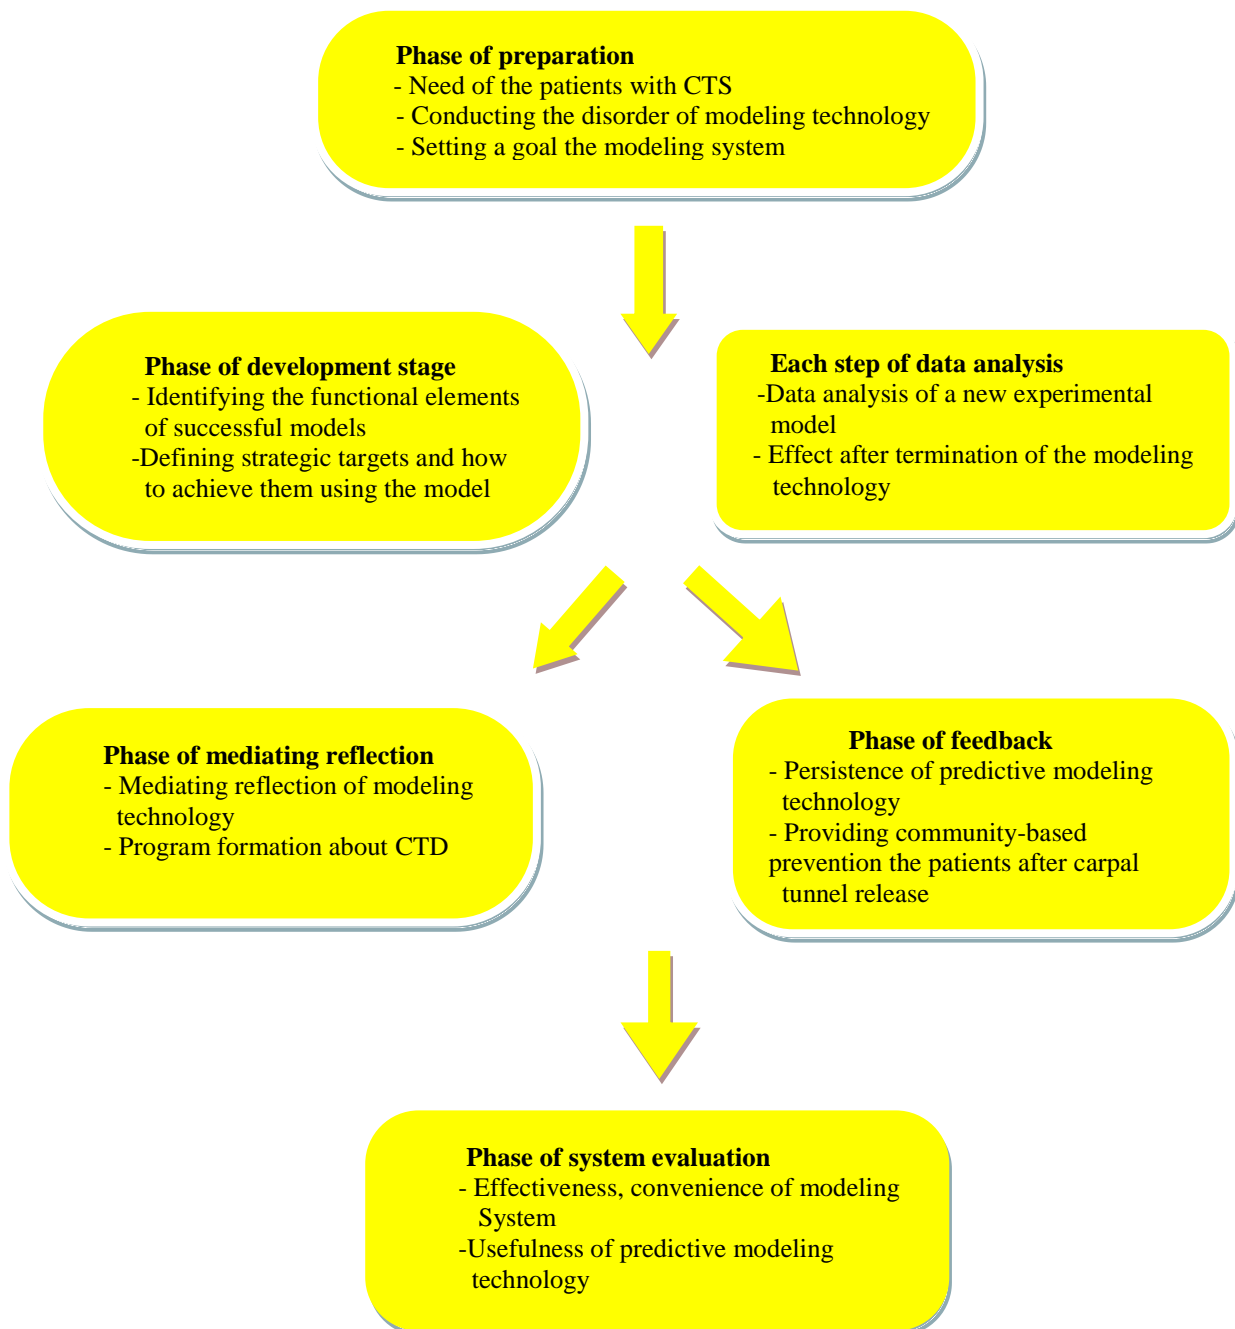 Phase of preparation
- Need of the patients with CTS
- Conducting the disorder of modeling technology
- Setting a goal the modeling system
Phase of development stage
- Identifying the functional elements
of successful models
-Defining strategic targets and how
to achieve them using the model
Each step of data analysis
-Data analysis of a new experimental
model
- Effect after termination of the modeling
technology
Phase of mediating reflection
- Mediating reflection of modeling
technology
- Program formation about CTD
Phase of feedback
- Persistence of predictive modeling
technology
- Providing community-based
prevention the patients after carpal
tunnel release
Phase of system evaluation
- Effectiveness, convenience of modeling
System
-Usefulness of predictive modeling
technology